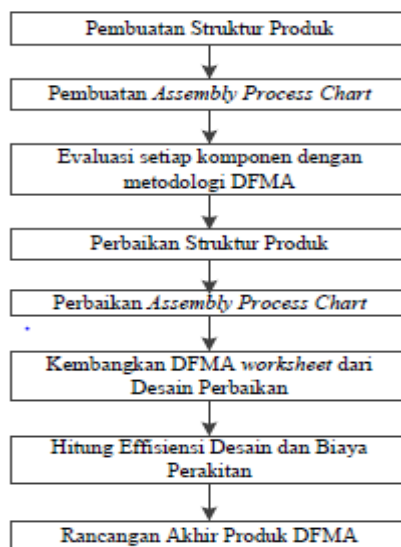 Pembuatan Struktur Produk
Pembuatan Assembly Process Chart
Evaluasi setiap komponen dengan
metodologi DFMA
Perbaikan Struktur Produk
Perbaikan Assembly Process Chart
Kembangkan DFMA worksheet dari
Desain Perbaikan
Hitung Effisiensi Desain dan Biaya
Perakitan
Rancangan Akhir Produk DFMA